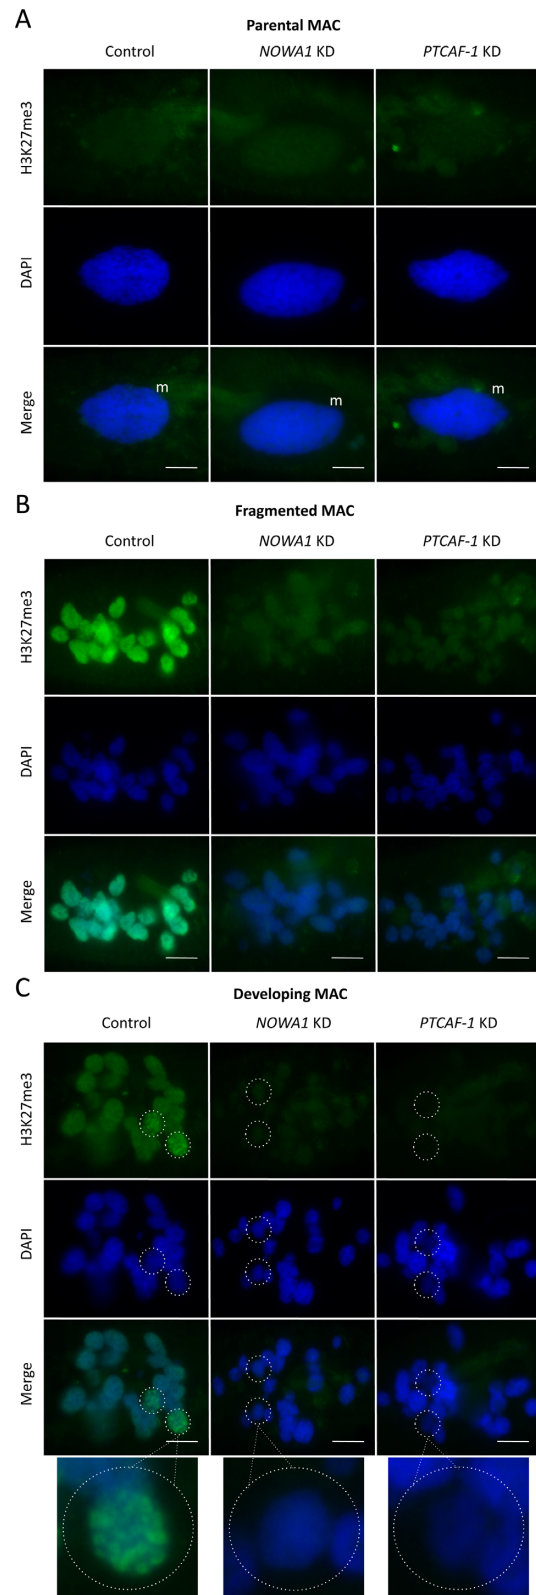 A
Parental MAC
Control
NOWA1 KD
PTCAF-1 KD
H3K27me3
DAPI
Merge
m
m
m
B
Fragmented MAC
Control
NOWA1 KD
PTCAF-1 KD
H3K27me3
DAPI
Merge
C
Developing MAC
Control
NOWA1 KD
PTCAF-1 KD
H3K27me3
DAPI
Merge